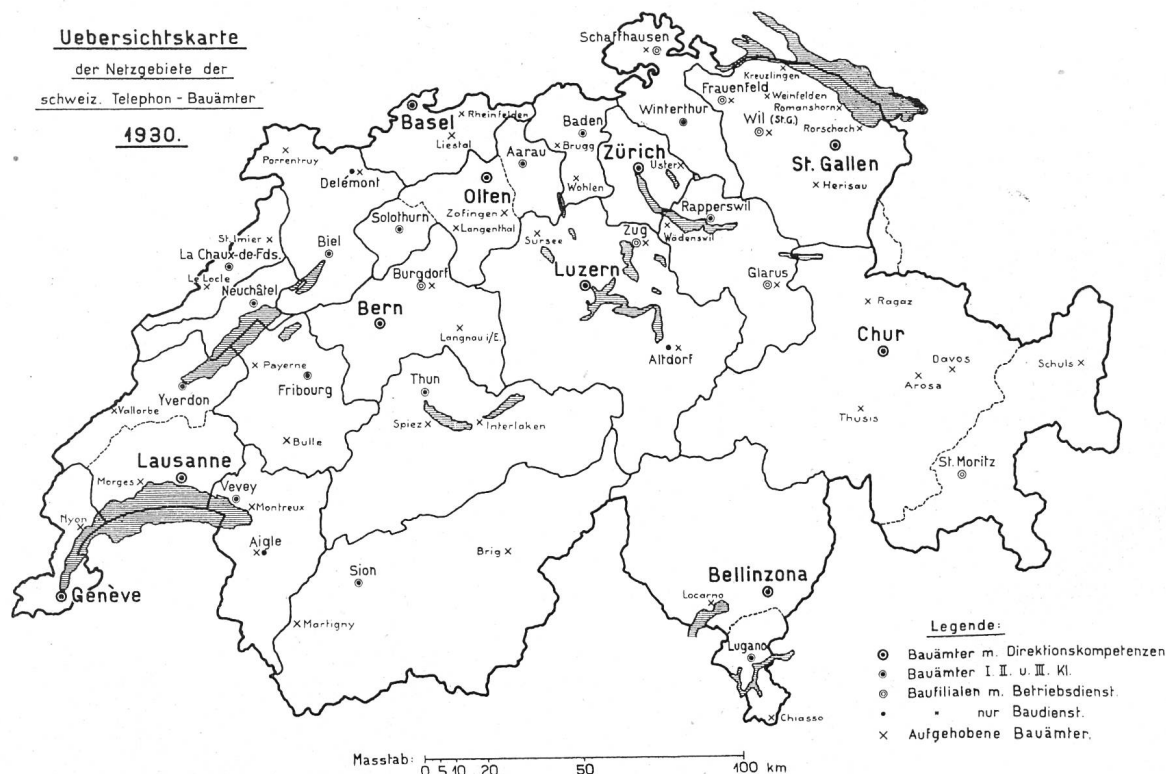 Uebersichtskarte
der Netzgebiete der
schweiz. Telephon - Bauämter
1930.
Schaffhausen
Kreuzlingen
Frauenfeld
Weinfelden
Romanshorn
Wil (St.G.)
Rorschach
St. Gallen
Herisau
Winterthur
Basel
Rheinfelden
Liestal
Baden
Brugg
Aarau
Zürich
Uster
Wohlen
Porrentruy
Delémont
Olten
Zofingen
Langenthal
Solothurn
Rapperswil
Wädenswil
Sursee
Zug
St. Imier
La Chaux-de-Fds.
Biel
Le Locle
Neuchâtel
Burgdorf
Luzern
Glarus
Bern
Langnau i/E.
Ragaz
Chur
Altdorf
Davos
Arosa
Schuls
Thusis
St. Moritz
Payerne
Fribourg
Thun
Yverdon
Vallorbe
Spiez
Interlaken
Bulle
Lausanne
Morges
Vevey
Montreux
Nyon
Aigle
Genève
Brig
Sion
Martigny
Bellinzona
Locarno
Lugano
Chiasso
Legende:
Bauämter m. Direktionskompetenzen
Bauämter I. II. u. III. Kl.
Baufilialen m. Betriebsdienst.
" nur Baudienst.
Aufgehobene Bauämter.
Masstab: 0 5 10 20 50 100 km